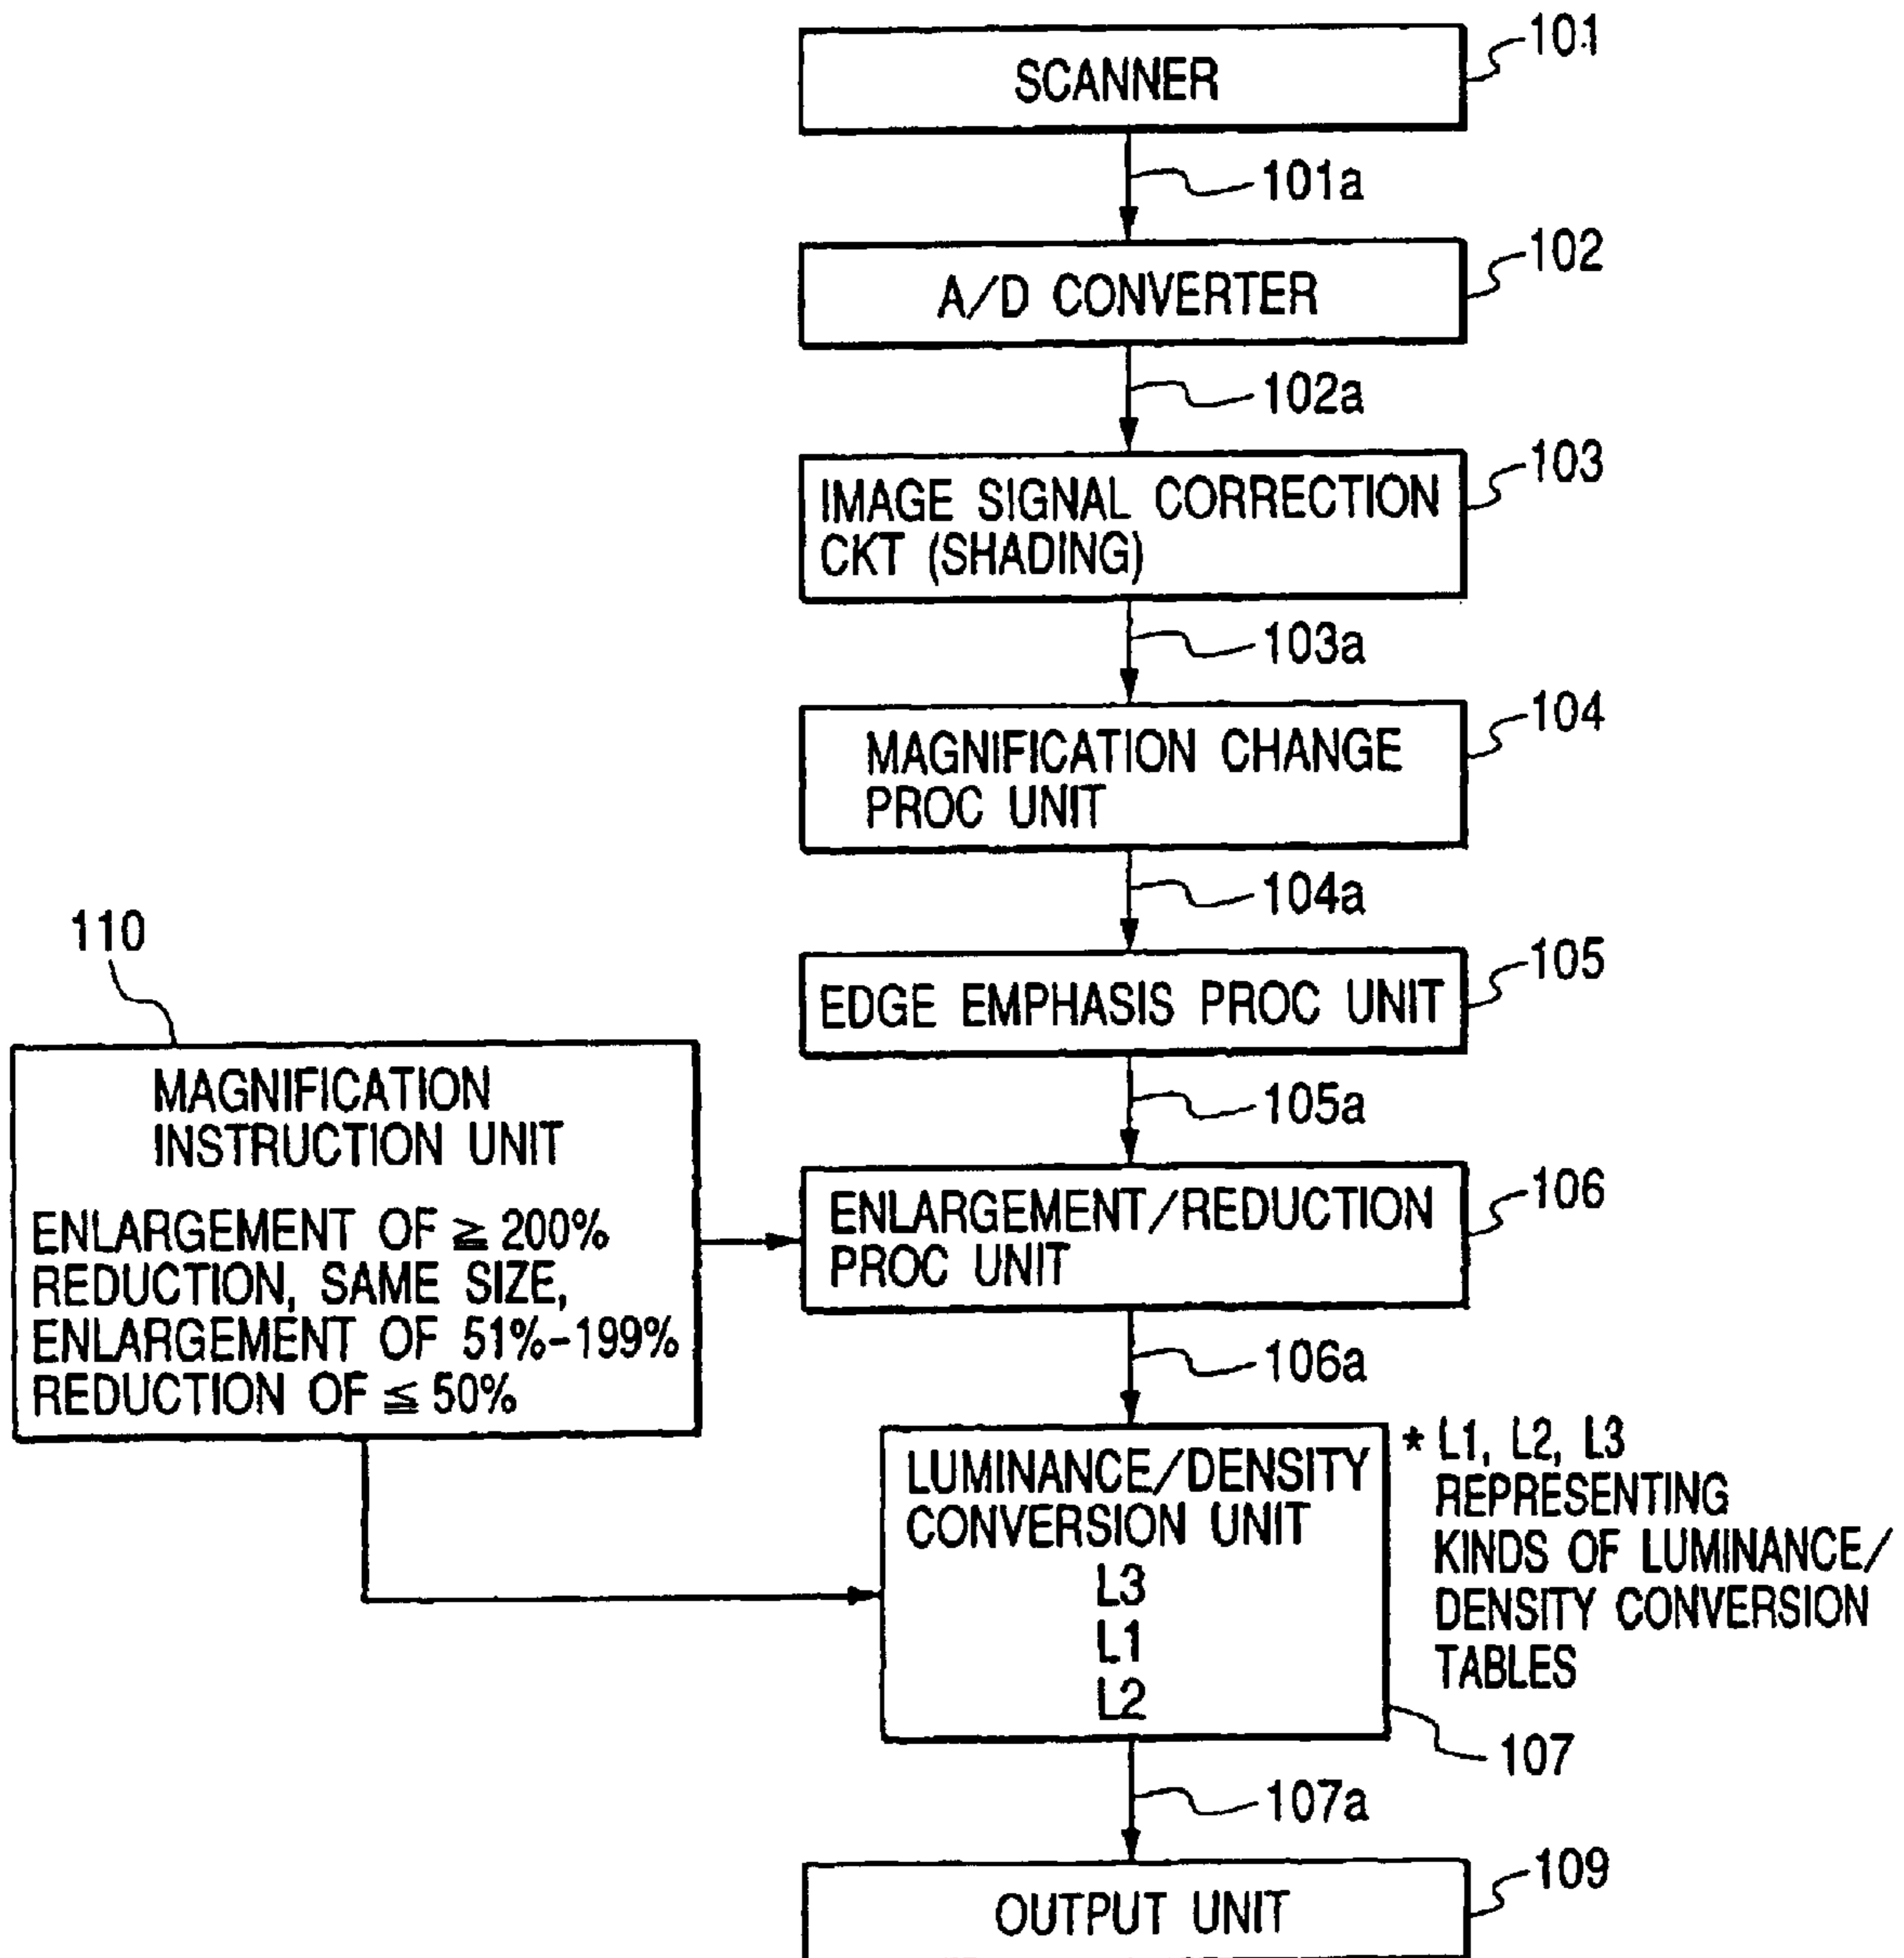 SCANNER
101
101a
A/D CONVERTER
102
102a
IMAGE SIGNAL CORRECTION
CKT (SHADING)
103
103a
MAGNIFICATION CHANGE
PROC UNIT
104
104a
EDGE EMPHASIS PROC UNIT
105
105a
110
MAGNIFICATION
INSTRUCTION UNIT
ENLARGEMENT OF ≧ 200%
REDUCTION, SAME SIZE,
ENLARGEMENT OF 51%-199%
REDUCTION OF ≦ 50%
ENLARGEMENT/REDUCTION
PROC UNIT
106
106a
LUMINANCE/DENSITY
CONVERSION UNIT
L3
L1
L2
* L1, L2, L3
REPRESENTING
KINDS OF LUMINANCE/
DENSITY CONVERSION
TABLES
107
107a
OUTPUT UNIT
109